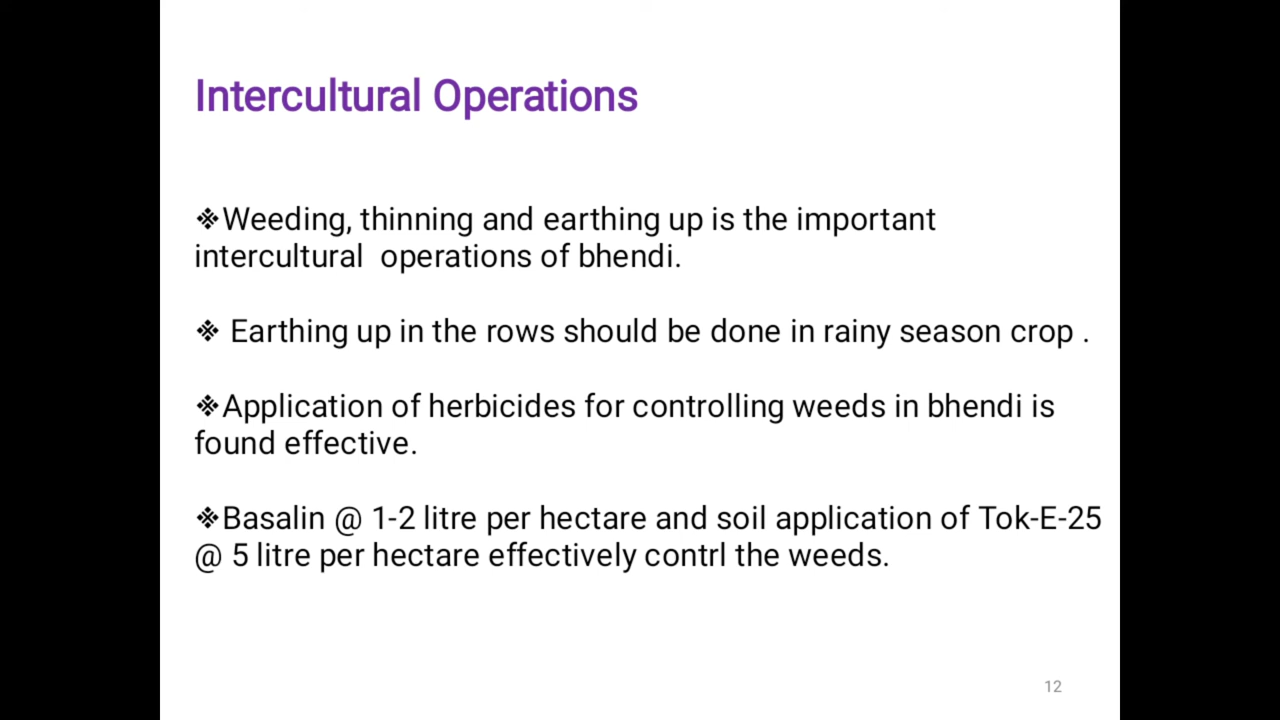 Intercultural Operations
❖Weeding, thinning and earthing up is the important
intercultural  operations of bhendi.
❖ Earthing up in the rows should be done in rainy season crop .
❖Application of herbicides for controlling weeds in bhendi is
found effective.
❖Basalin @ 1-2 litre per hectare and soil application of Tok-E-25
@ 5 litre per hectare effectively contrl the weeds.
12